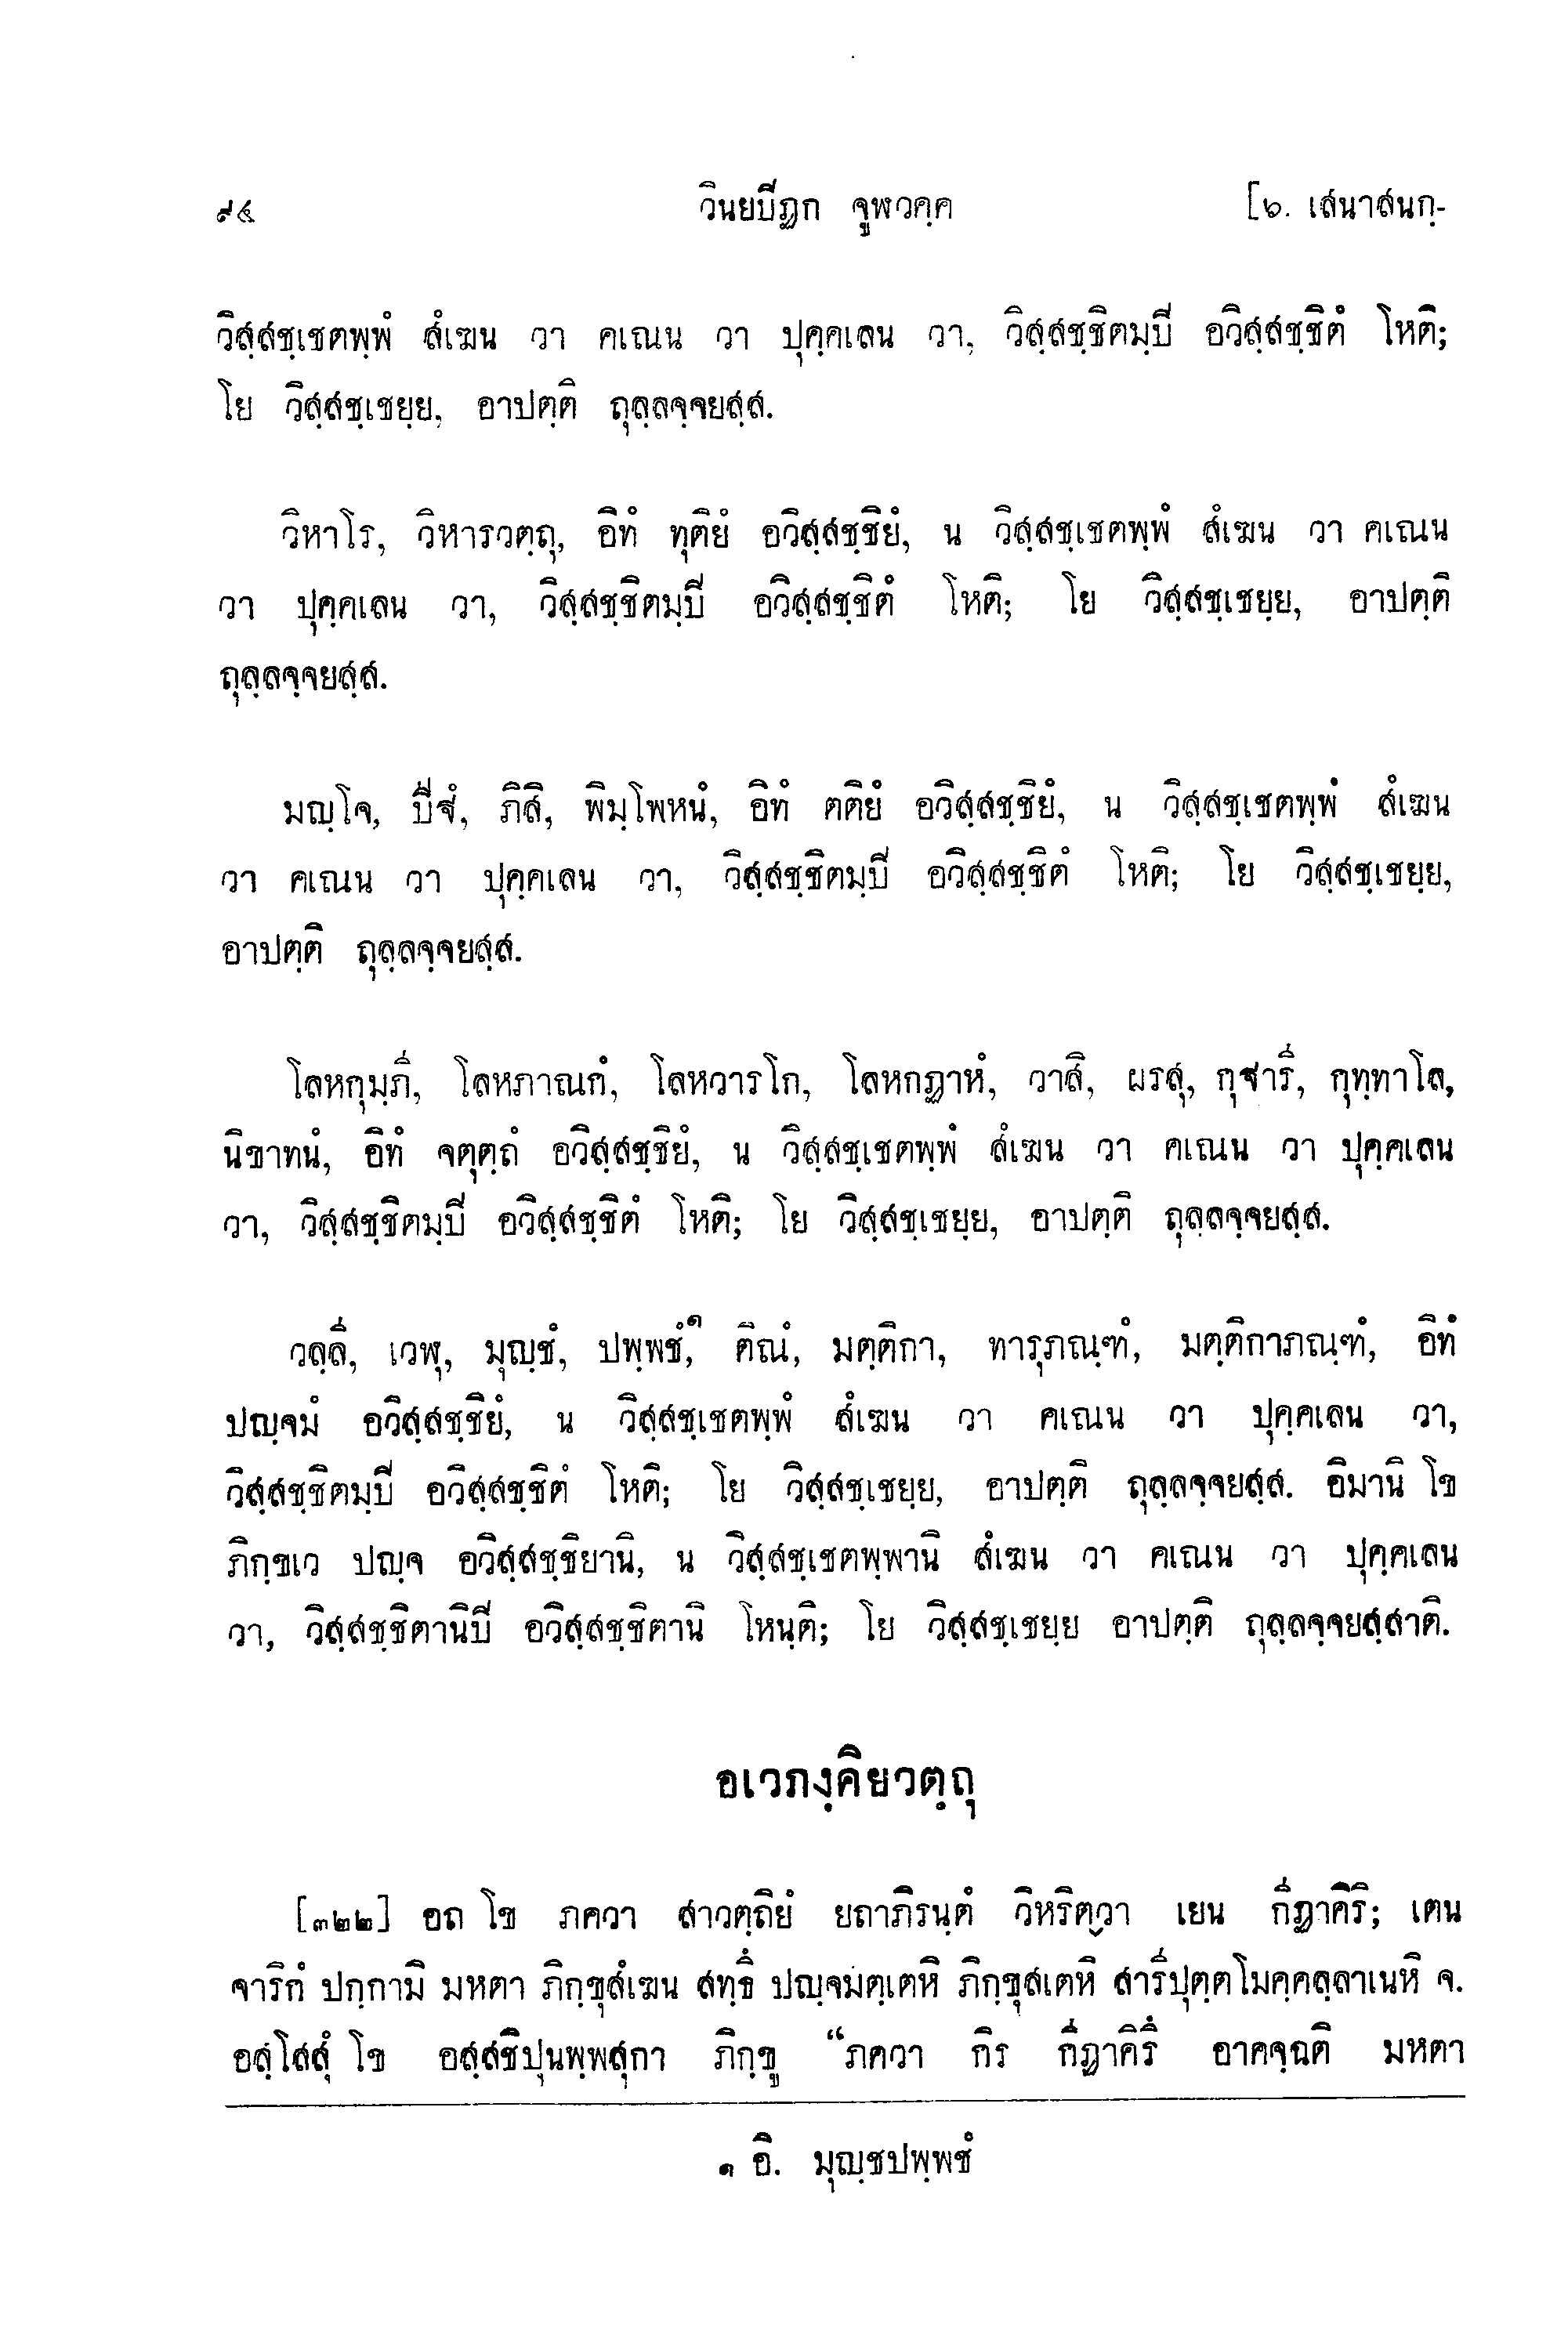 ๙๔ วินยปิฏก จูฬวคฺค [๖. เสนาสนกฺ-
วิสฺสชฺเชตพฺพํ สํเฆน วา คเณน วา ปุคฺคเลน วา, วิสฺสชฺชิตมฺปิ อวิสฺสชฺชิตํ โหติ;
โย วิสฺสชฺเชยฺย, อาปตฺติ ถุลฺลจฺจยสฺส.
วิหาโร, วิหารวตฺถุ, อิทํ ทุติยํ อวิสฺสชฺชิยํ, น วิสฺสชฺเชตพฺพํ สํเฆน วา คเณน
วา ปุคฺคเลน วา, วิสฺสชฺชิตมฺปิ อวิสฺสชฺชิตํ โหติ; โย วิสฺสชฺเชยฺย, อาปตฺติ
ถุลฺลจฺจยสฺส.
มญฺโจ, ปีฐํ, ภิสิ, พิมฺโพหนํ, อิทํ ตติยํ อวิสฺสชฺชิยํ, น วิสฺสชฺเชตพฺพํ สํเฆน
วา คเณน วา ปุคฺคเลน วา, วิสฺสชฺชิตมฺปิ อวิสฺสชฺชิตํ โหติ; โย วิสฺสชฺเชยฺย,
อาปตฺติ ถุลฺลจฺจยสฺส.
โลหกุมฺภี, โลหภาณกํ, โลหวารโก, โลหกฏาหํ, วาสิ, ผรสุ, กุฐารี, กุทฺทาโล,
นิขาทนํ, อิทํ จตุตฺถํ อวิสฺสชฺชิยํ, น วิสฺสชฺเชตพฺพํ สํเฆน วา คเณน วา ปุคฺคเลน
วา, วิสฺสชฺชิตมฺปิ อวิสฺสชฺชิตํ โหติ; โย วิสฺสชฺเชยฺย, อาปตฺติ ถุลฺลจฺจยสฺส.
วลฺลี, เวฬุ, มุญฺชํ, ปพฺพชํ,๑ ติณํ, มตฺติกา, ทารุภณฺฑํ, มตฺติกาภณฺฑํ, อิทํ
ปญฺจมํ อวิสฺสชฺชิยํ, น วิสฺสชฺเชตพฺพํ สํเฆน วา คเณน วา ปุคฺคเลน วา,
วิสฺสชฺชิตมฺปิ อวิสฺสชฺชิตํ โหติ; โย วิสฺสชฺเชยฺย, อาปตฺติ ถุลฺลจฺจยสฺส. อิมานิ โข
ภิกฺขเว ปญฺจ อวิสฺสชฺชิยานิ, น วิสฺสชฺเชตพฺพานิ สํเฆน วา คเณน วา ปุคฺคเลน
วา, วิสฺสชฺชิตานิปิ อวิสฺสชฺชิตานิ โหนฺติ; โย วิสฺสชฺเชยฺย อาปตฺติ ถุลฺลจฺจยสฺสาติ.
อเวภงฺคิยวตฺถุ
[๓๒๒] อถ โข ภควา สาวตฺถิยํ ยถาภิรนฺตํ วิหริตฺวา เยน กีฏาคิริ; เตน
จาริกํ ปกฺกามิ มหตา ภิกฺขุสํเฆน สทฺธึ ปญฺจมตฺเตหิ ภิกฺขุสเตหิ สารีปุตฺตโมคฺคลฺลาเนหิ จ.
อสฺโสสุํ โข อสฺสชิปุนพฺพสุกา ภิกฺขู “ภควา กิร กีฏาคิรึ อาคจฺฉติ มหตา
๑ อิ. มุญฺชปพฺพชํ